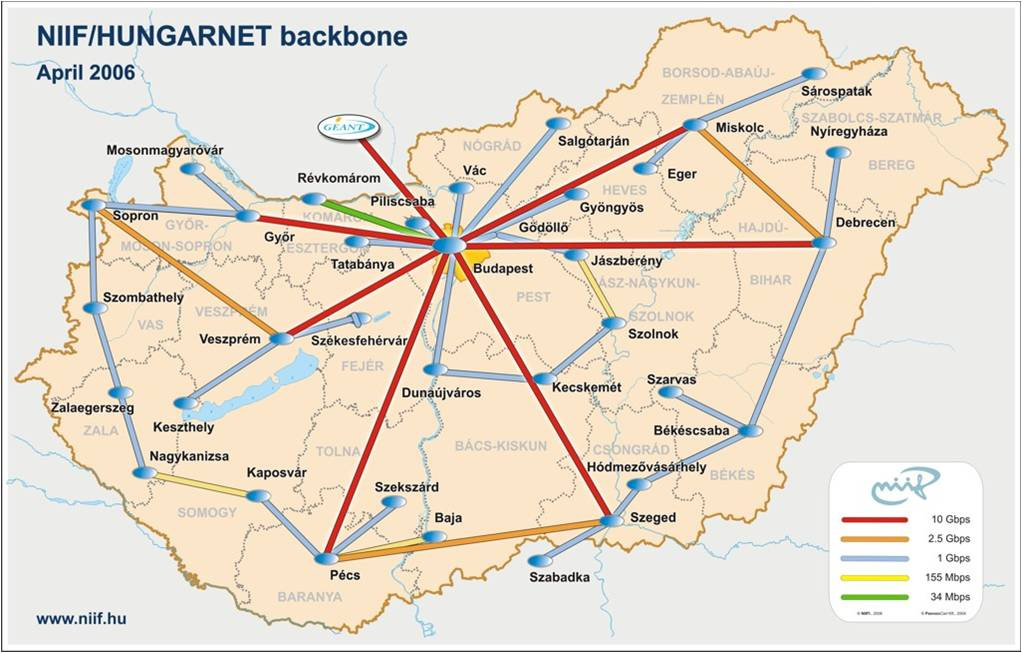 NIIF/HUNGARNET backbone
April 2006
BORSOD-ABAÚJ-
ZEMPLÉN
Sárospatak
SZABOLCS-SZATMÁR
BEREG
GÉANT
Mosonmagyaróvár
Révkomárom
NÓGRÁD
Salgótarján
Miskolc
Nyíregyháza
Vác
Eger
HEVES
Piliscsaba
Gyöngyös
Sopron
GYŐR-
MOSON-SOPRON
Győr
KOMÁROM
ESZTERGOM
Gödöllő
HAJDÚ-
Debrecen
Tatabánya
Budapest
Jászberény
JÁSZ-NAGYKUN-
SZOLNOK
BIHAR
Szombathely
VAS
VESZPRÉM
PEST
Szolnok
Veszprém
Székesfehérvár
FEJÉR
Dunaújváros
Kecskemét
Szarvas
Zalaegerszeg
ZALA
Keszthely
Békéscsaba
Nagykanizsa
Kaposvár
TOLNA
BÁCS-KISKUN
CSONGRÁD
Hódmezővásárhely
BÉKÉS
SOMOGY
Szekszárd
Baja
Szeged
Pécs
Szabadka
BARANYA
www.niif.hu
niif
10 Gbps
2.5 Gbps
1 Gbps
155 Mbps
34 Mbps